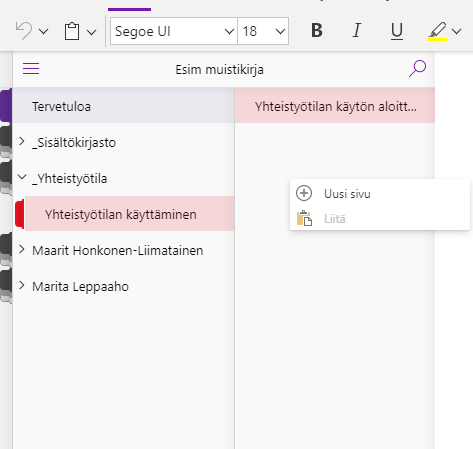 Segoe UI
18
B
I
U
Esim muistikirja
Tervetuloa
Yhteistyötilan käytön aloitt...
_Sisältökirjasto
_Yhteistyötila
Uusi sivu
Yhteistyötilan käyttäminen
Liitä
Maarit Honkonen-Liimatainen
Marita Leppaaho